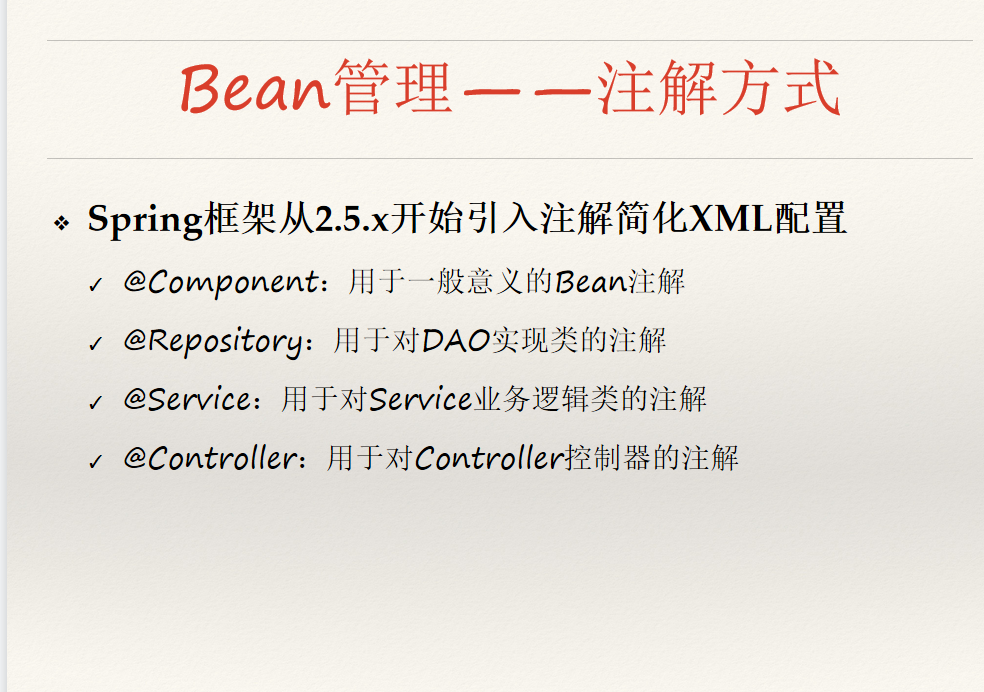 Bean管理——注解方式
Spring框架从2.5.x开始引入注解简化XML配置
@Component：用于一般意义的Bean注解
@Repository：用于对DAO实现类的注解
@Service：用于对Service业务逻辑类的注解
@Controller：用于对Controller控制器的注解